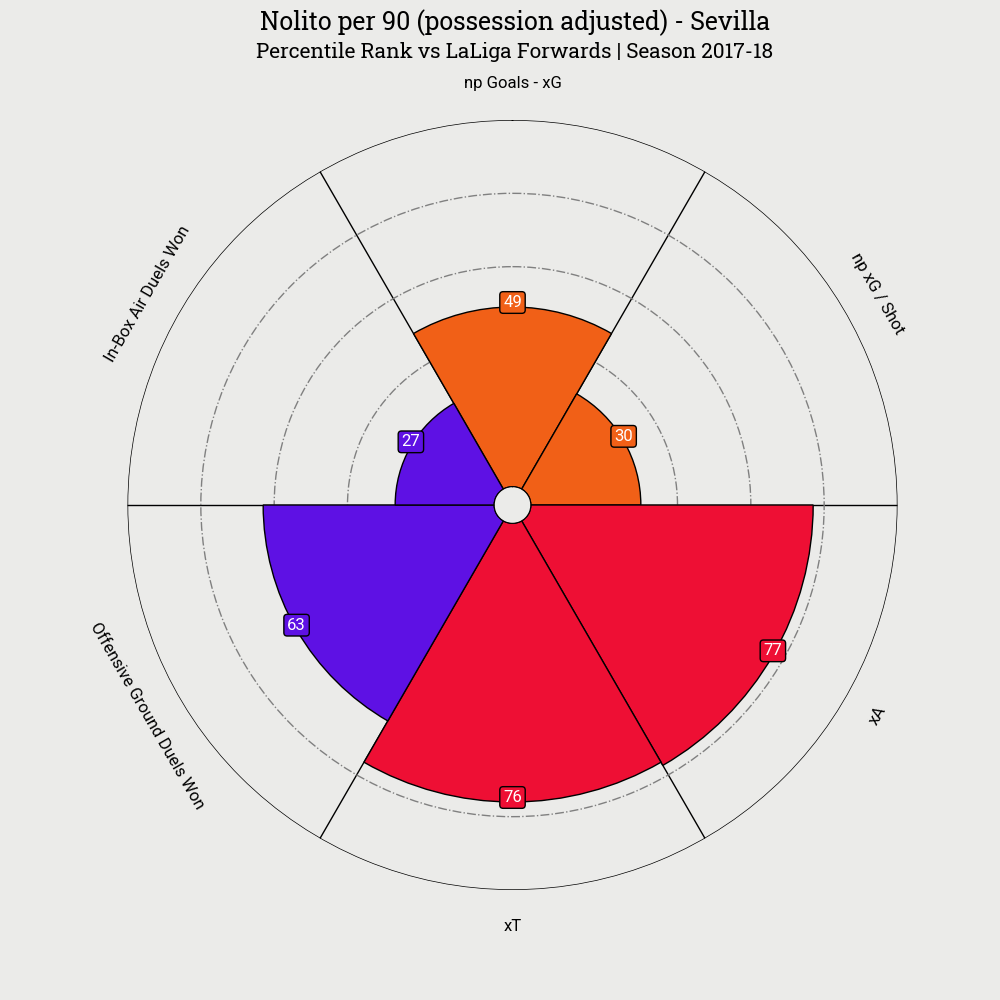 Nolito per 90 (possession adjusted) - Sevilla
Percentile Rank vs LaLiga Forwards | Season 2017-18
np Goals - xG
np xG / Shot
In-Box Air Duels Won
49
30
27
63
77
Offensive Ground Duels Won
xA
76
xT